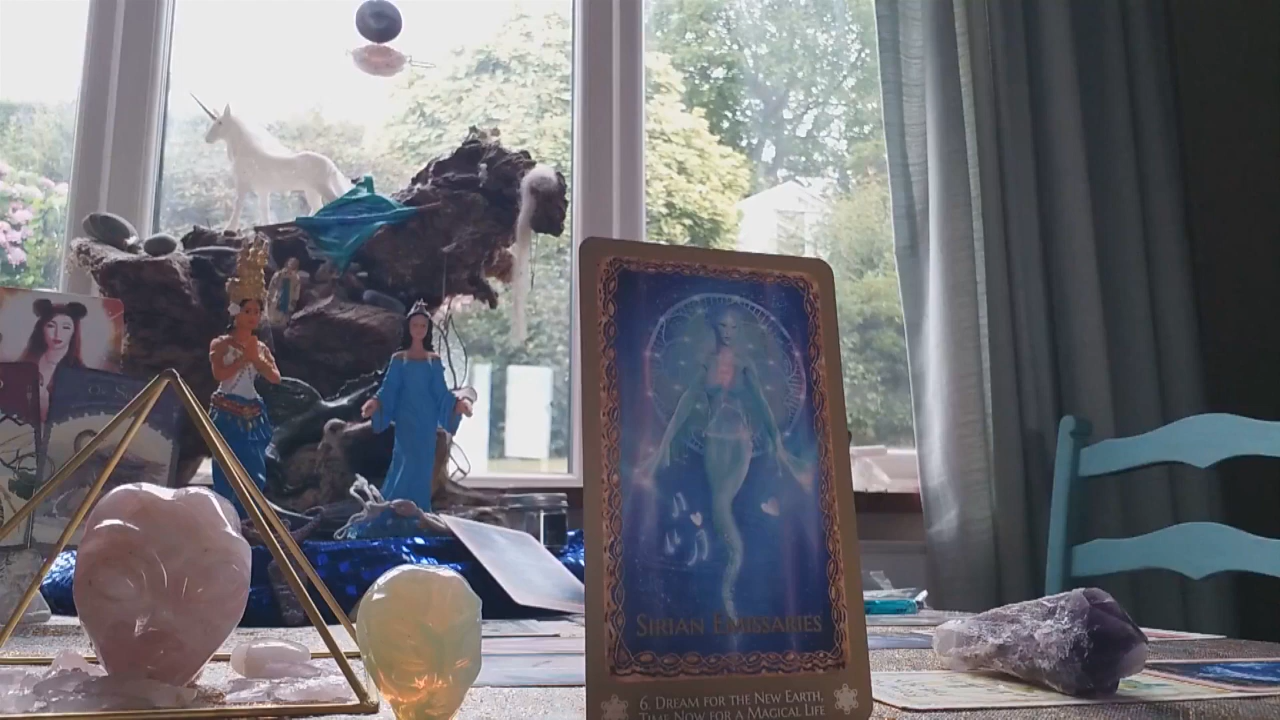 SIRIAN EMISSARIES
6. DREAM FOR THE NEW EARTH,
TIME NOW FOR A MAGICAL LIFE